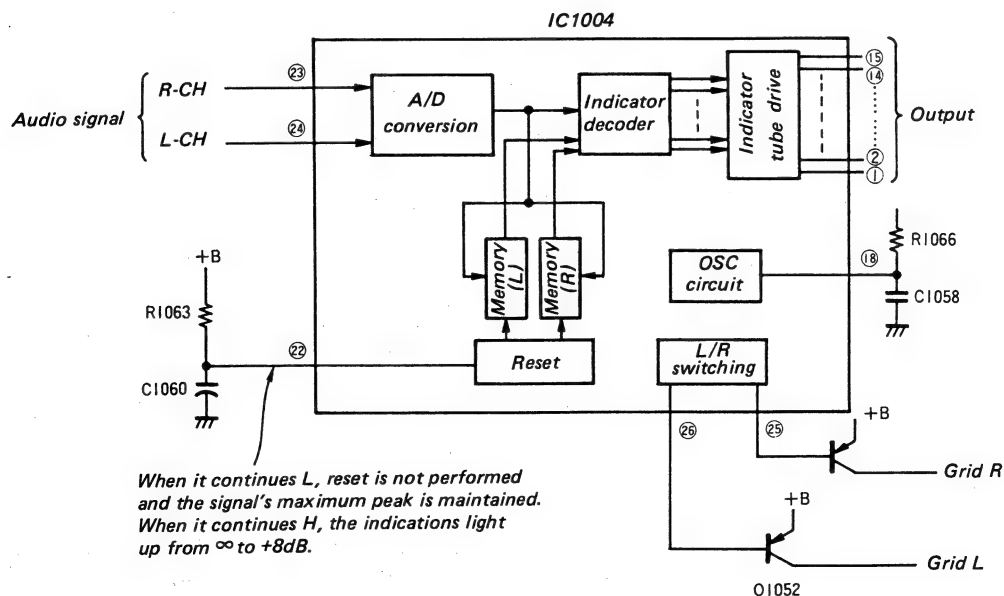 IC1004
Audio signal
R-CH
L-CH
㉓
㉔
A/D
conversion
Indicator
decoder
Indicator
tube drive
⑮
⑭
②
①
Output
Memory
(L)
Memory
(R)
Reset
OSC
circuit
⑱
R1066
C1058
+B
R1063
㉒
C1060
L/R
switching
㉖
㉕
+B
Grid R
+B
Grid L
O1052
When it continues L, reset is not performed
and the signal's maximum peak is maintained.
When it continues H, the indications light
up from ∞ to +8dB.